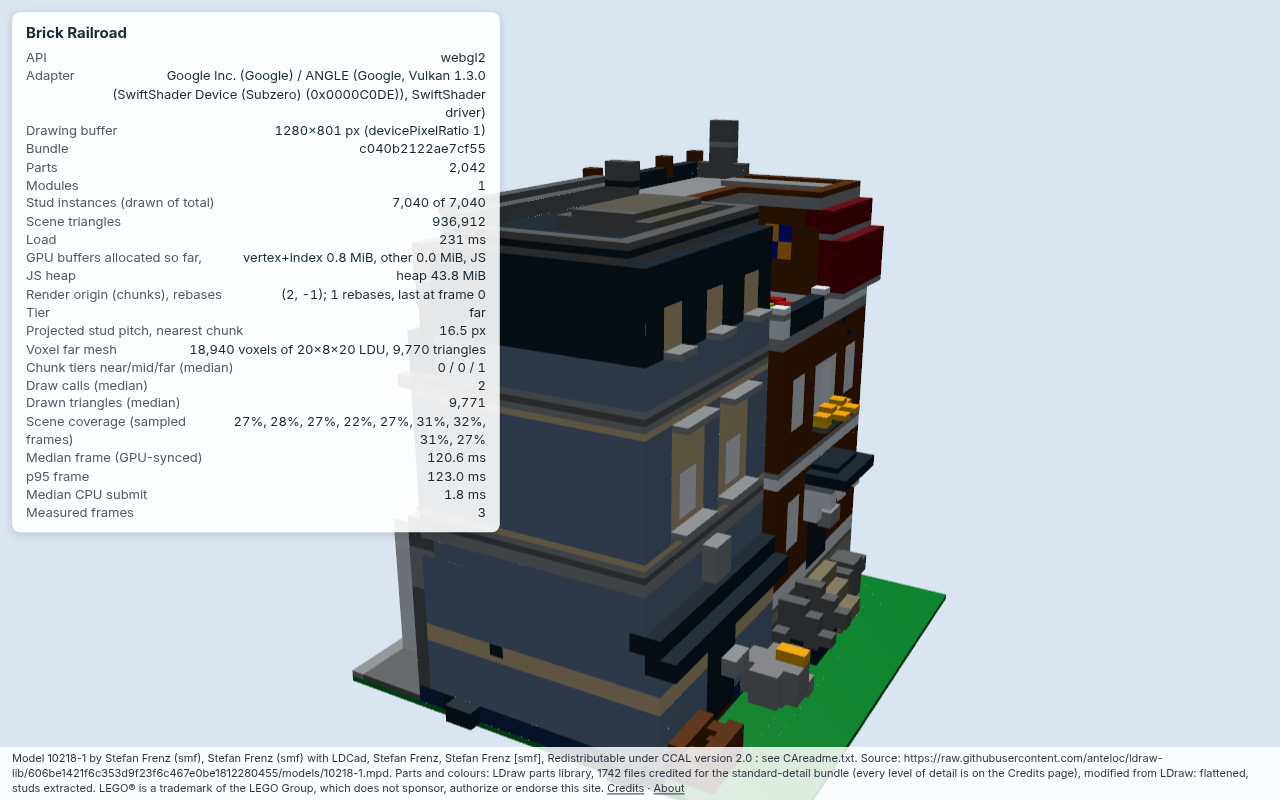 Brick Railroad
API webgl2
Adapter Google Inc. (Google) / ANGLE (Google, Vulkan 1.3.0
(SwiftShader Device (Subzero) (0x0000C0DE)), SwiftShader
driver)
Drawing buffer 1280×801 px (devicePixelRatio 1)
Bundle c040b2122ae7cf55
Parts 2,042
Modules 1
Stud instances (drawn of total) 7,040 of 7,040
Scene triangles 936,912
Load 231 ms
GPU buffers allocated so far, vertex+index 0.8 MiB, other 0.0 MiB, JS
JS heap heap 43.8 MiB
Render origin (chunks), rebases (2, -1); 1 rebases, last at frame 0
Tier far
Projected stud pitch, nearest chunk 16.5 px
Voxel far mesh 18,940 voxels of 20×8×20 LDU, 9,770 triangles
Chunk tiers near/mid/far (median) 0 / 0 / 1
Draw calls (median) 2
Drawn triangles (median) 9,771
Scene coverage (sampled 27%, 28%, 27%, 22%, 27%, 31%, 32%,
frames) 31%, 27%
Median frame (GPU-synced) 120.6 ms
p95 frame 123.0 ms
Median CPU submit 1.8 ms
Measured frames 3
Model 10218-1 by Stefan Frenz (smf), Stefan Frenz (smf) with LDCad, Stefan Frenz, Stefan Frenz [smf], Redistributable under CCAL version 2.0 : see CAreadme.txt. Source: https://raw.githubusercontent.com/anteloc/ldraw-
lib/606be1421f6c353d9f23f6c467e0be1812280455/models/10218-1.mpd. Parts and colours: LDraw parts library, 1742 files credited for the standard-detail bundle (every level of detail is on the Credits page), modified from LDraw: flattened,
studs extracted. LEGO® is a trademark of the LEGO Group, which does not sponsor, authorize or endorse this site. Credits · About